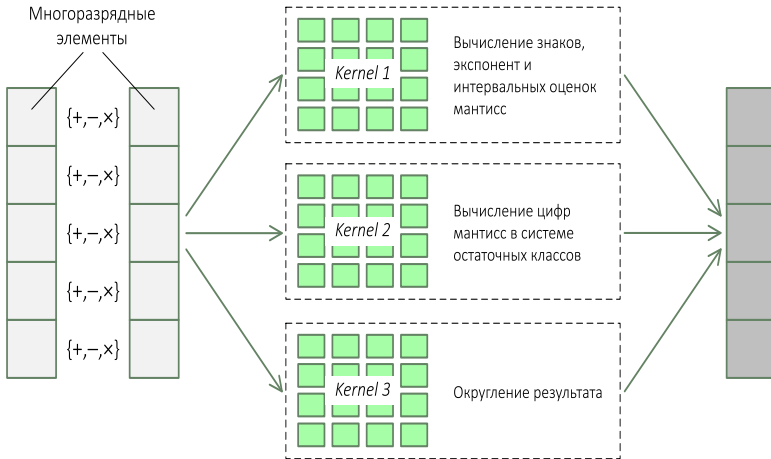 Многоразрядные
элементы
{+,−,×}
{+,−,×}
{+,−,×}
{+,−,×}
{+,−,×}
Kernel 1
Вычисление знаков,
экспонент и
интервальных оценок
мантисс
Kernel 2
Вычисление цифр
мантисс в системе
остаточных классов
Kernel 3
Округление результата